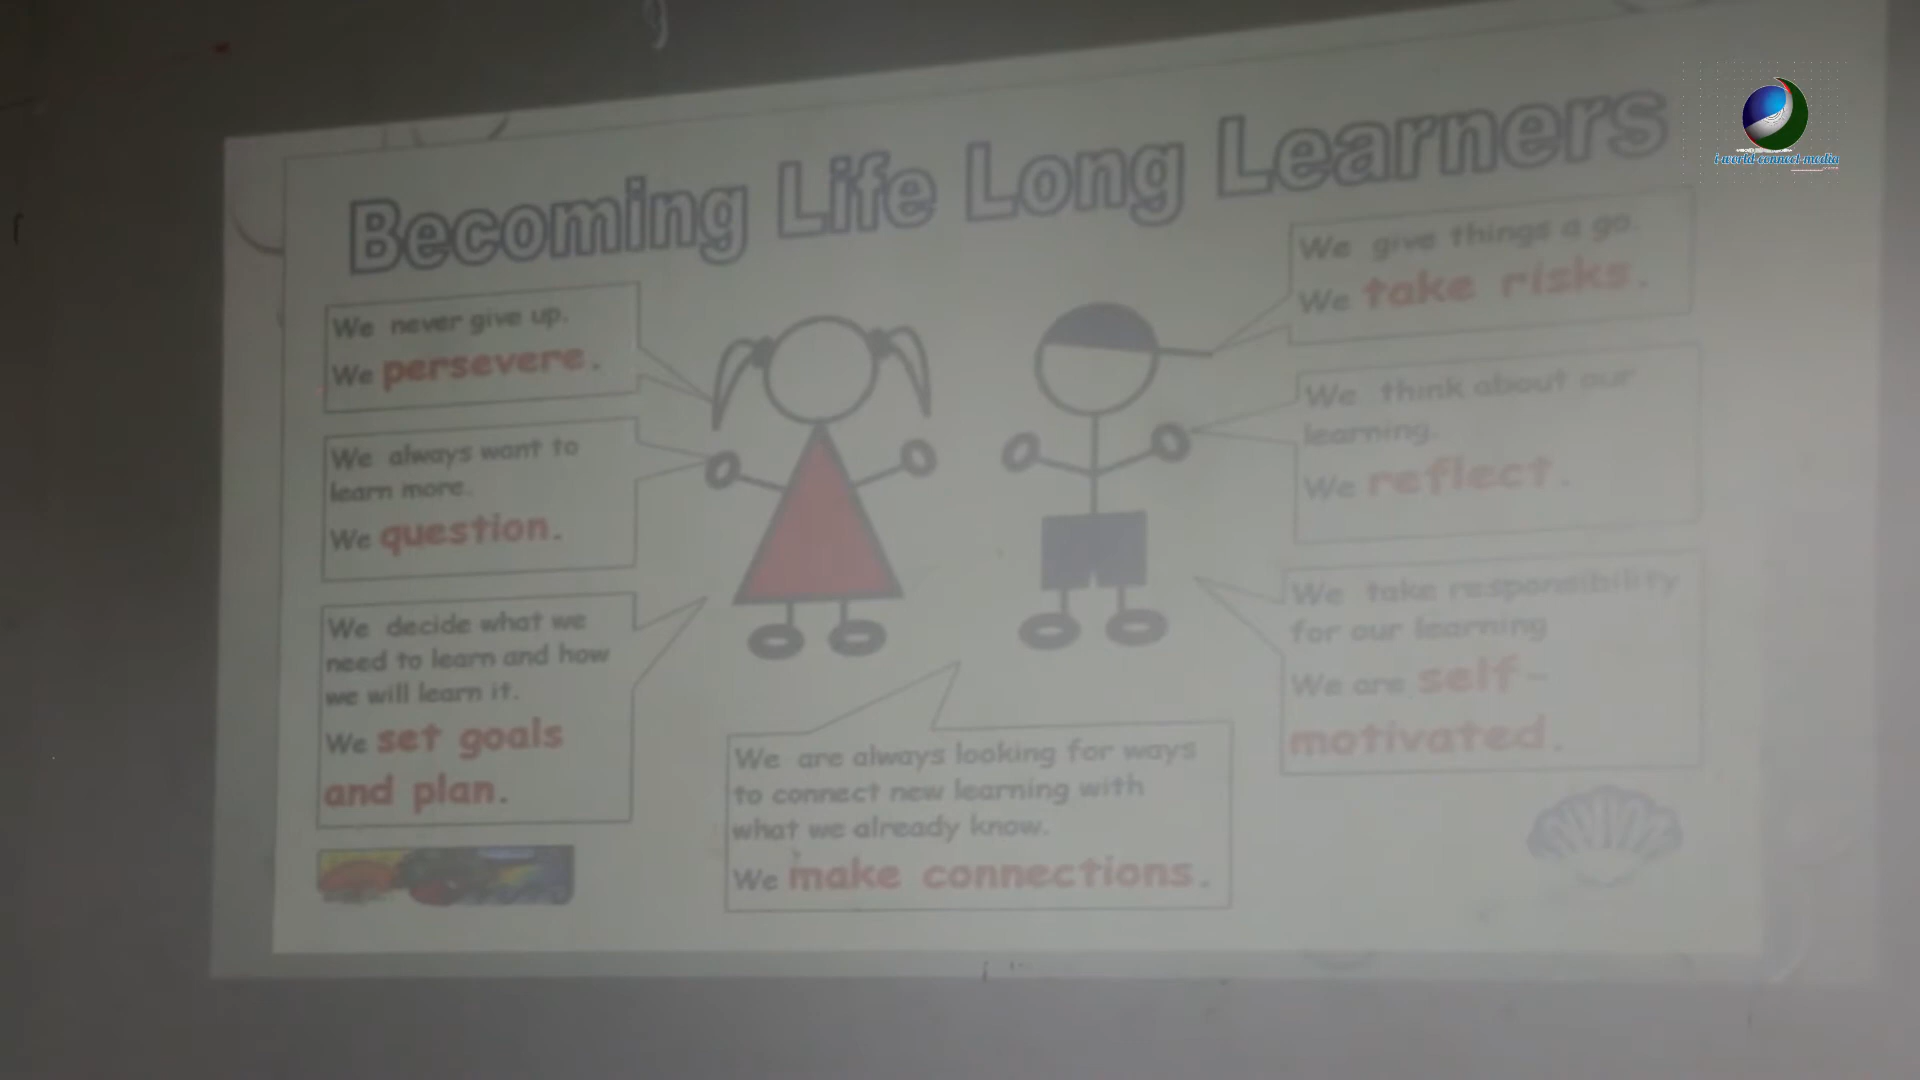 Becoming Life Long Learners
We never give up.
We persevere.
We always want to
learn more.
We question.
We decide what we
need to learn and how
we will learn it.
We set goals
and plan.
We are always looking for ways
to connect new learning with
what we already know.
We make connections.
We give things a go.
We take risks.
We think about our
learning.
We reflect.
We take responsibility
for our learning
We are self-
motivated.
i-world-connect-media